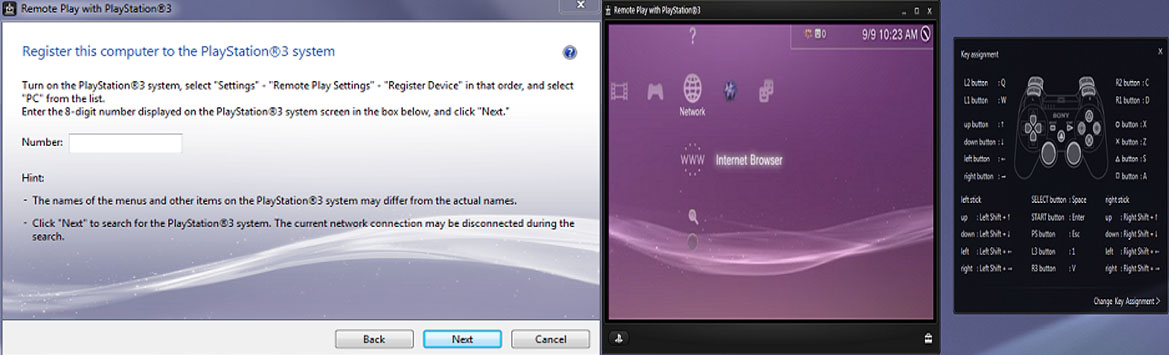 Remote Play with PlayStation®3
Register this computer to the PlayStation®3 system
Turn on the PlayStation®3 system, select "Settings" - "Remote Play Settings" - "Register Device" in that order, and select
"PC" from the list.
Enter the 8-digit number displayed on the PlayStation®3 system screen in the box below, and click "Next."
Number:
Hint:
- The names of the menus and other items on the PlayStation®3 system may differ from the actual names.
- Click "Next" to search for the PlayStation®3 system. The current network connection may be disconnected during the
search.
Back
Next
Cancel
Remote Play with PlayStation®3
0
9/9 10:23 AM
?
Network
WWW
Internet Browser
Key assignment
X
L2 button : Q
R2 button : C
L1 button : W
R1 button : D
SONY
up button : ↑
○ button : X
down button : ↓
× button : Z
left button : ←
△ button : S
right button : →
□ button : A
left stick
SELECT button : Space
right stick
up : Left Shift + ↑
START button : Enter
up : Right Shift + ↑
down : Left Shift + ↓
PS button : Esc
down : Right Shift + ↓
left : Left Shift + ←
L3 button : 1
left : Right Shift + ←
right : Left Shift + →
R3 button : V
right : Right Shift + →
Change Key Assignment >